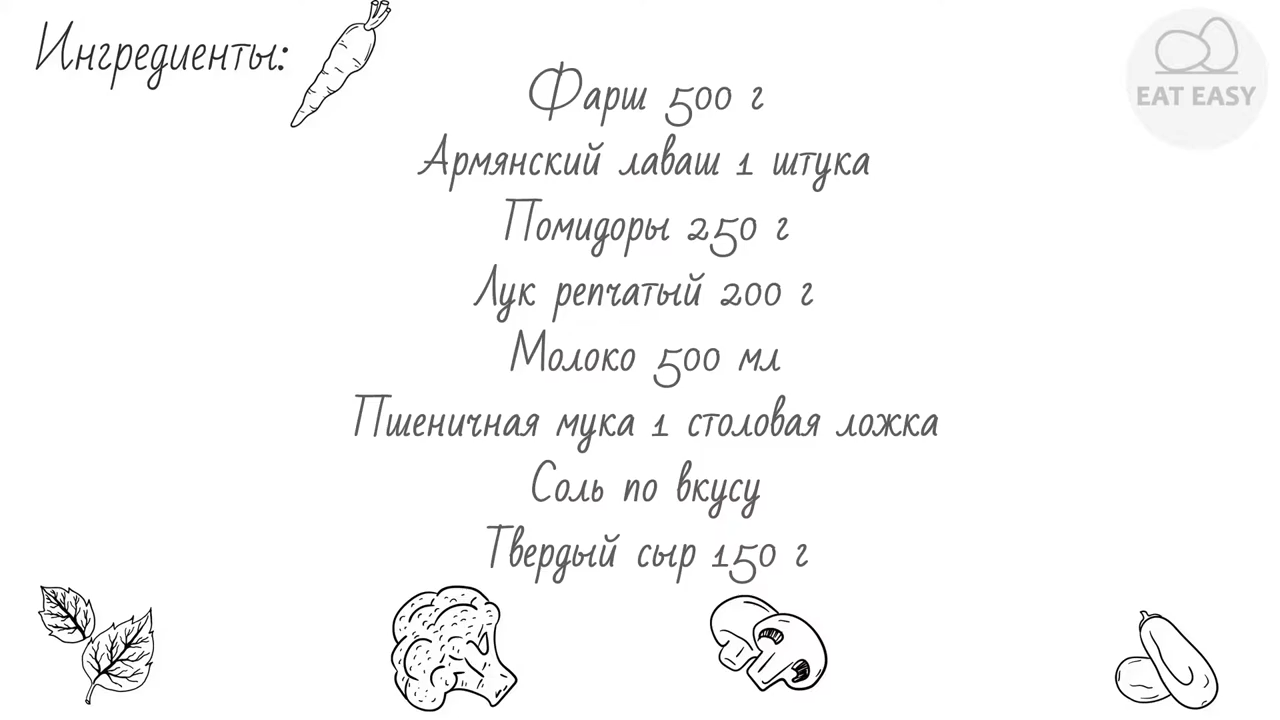 Ингредиенты:
EAT EASY
Фарш 500 г
Армянский лаваш 1 штука
Помидоры 250 г
Лук репчатый 200 г
Молоко 500 мл
Пшеничная мука 1 столовая ложка
Соль по вкусу
Твердый сыр 150 г